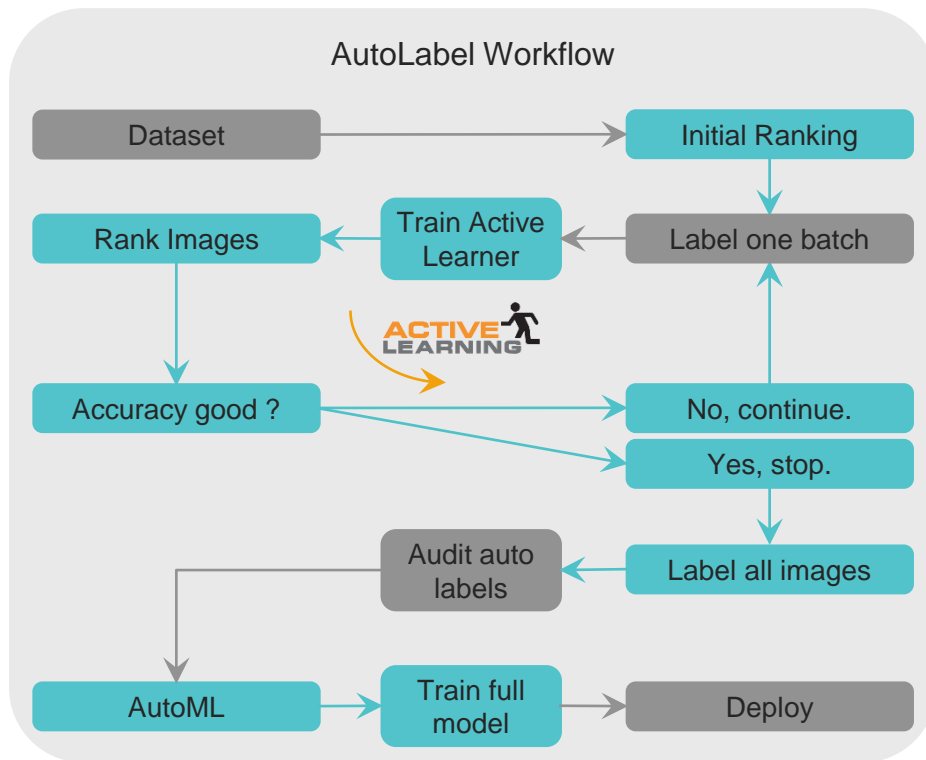 AutoLabel Workflow
Dataset
Initial Ranking
Rank Images
Train Active
Learner
Label one batch
ACTIVE
LEARNING
Accuracy good ?
No, continue.
Yes, stop.
Audit auto
labels
Label all images
AutoML
Train full
model
Deploy